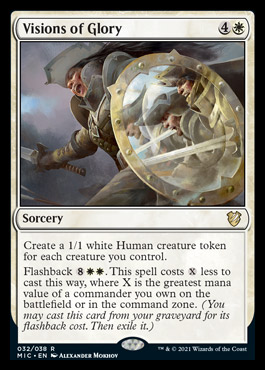 Visions of Glory 4
Sorcery
Create a 1/1 white Human creature token
for each creature you control.
Flashback 8. This spell costs X less to
cast this way, where X is the greatest mana
value of a commander you own on the
battlefield or in the command zone. (You
may cast this card from your graveyard for its
flashback cost. Then exile it.)
032/038 R
MIC • EN Alexander Mokhov
™ & © 2021 Wizards of the Coast